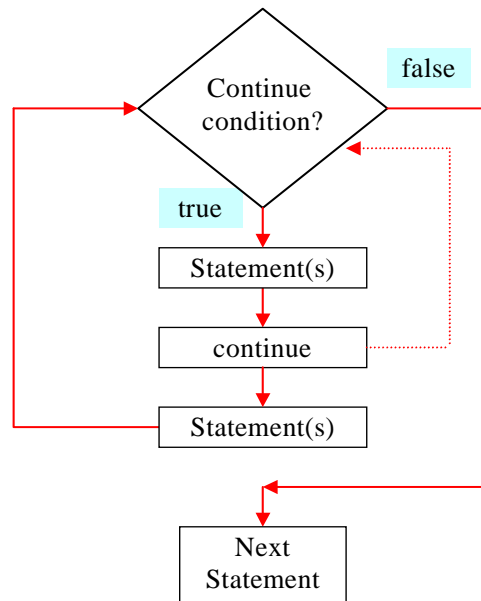 false
Continue
condition?
true
Statement(s)
continue
Statement(s)
Next
Statement